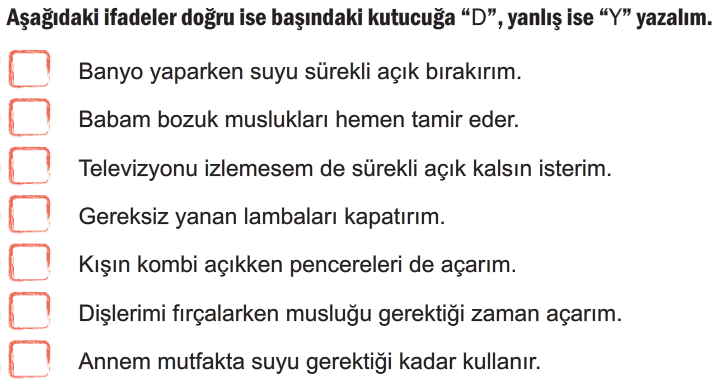 Aşağıdaki ifadeler doğru ise başındaki kutucuğa “D”, yanlış ise “Y” yazalım.
Banyo yaparken suyu sürekli açık bırakırım.
Babam bozuk muslukları hemen tamir eder.
Televizyonu izlemesem de sürekli açık kalsın isterim.
Gereksiz yanan lambaları kapatırım.
Kışın kombi açıkken pencereleri de açarım.
Dişlerimi fırçalarken musluğu gerektiği zaman açarım.
Annem mutfakta suyu gerektiği kadar kullanır.